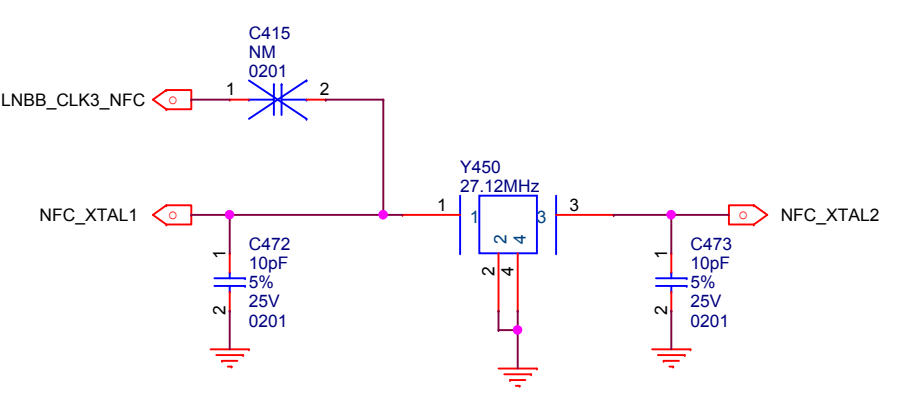 C415
NM
0201
LNBB_CLK3_NFC
1
2
Y450
27.12MHz
NFC_XTAL1
1
1
3
3
NFC_XTAL2
2
4
2
4
C472
10pF
5%
25V
0201
1
2
C473
10pF
5%
25V
0201
1
2